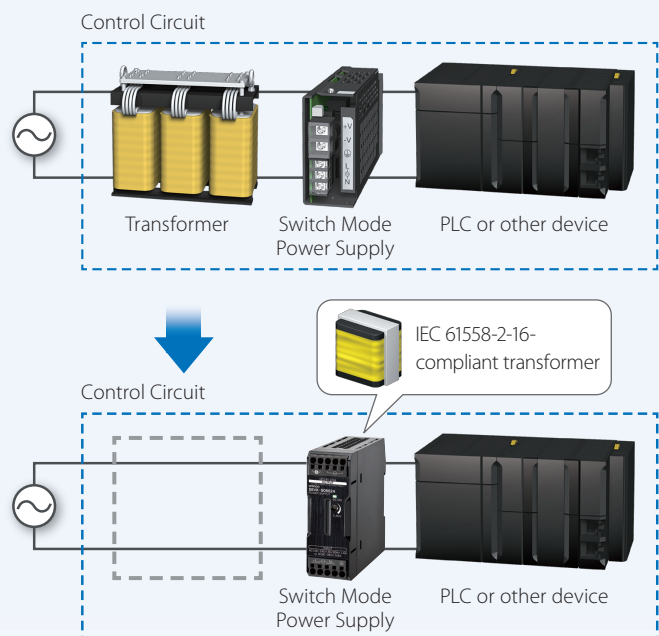 Control Circuit
+V
-V
L
N
Transformer
Switch Mode
Power Supply
PLC or other device
IEC 61558-2-16-
compliant transformer
Control Circuit
Switch Mode
Power Supply
PLC or other device